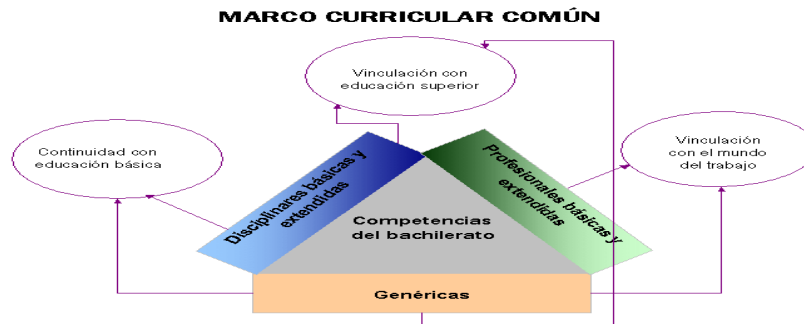 MARCO CURRICULAR COMÚN
Vinculación con
educación superior
Continuidad con
educación básica
Vinculación
con el mundo
del trabajo
Disciplinares básicas y
extendidas
Profesionales básicas y
extendidas
Competencias
del bachilerato
Genéricas